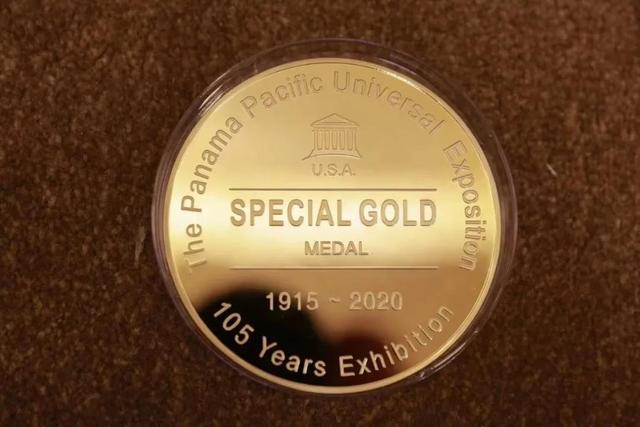 The Panama Pacific Universal Exposition
U.S.A.
SPECIAL GOLD
MEDAL
1915 ~ 2020
105 Years Exhibition